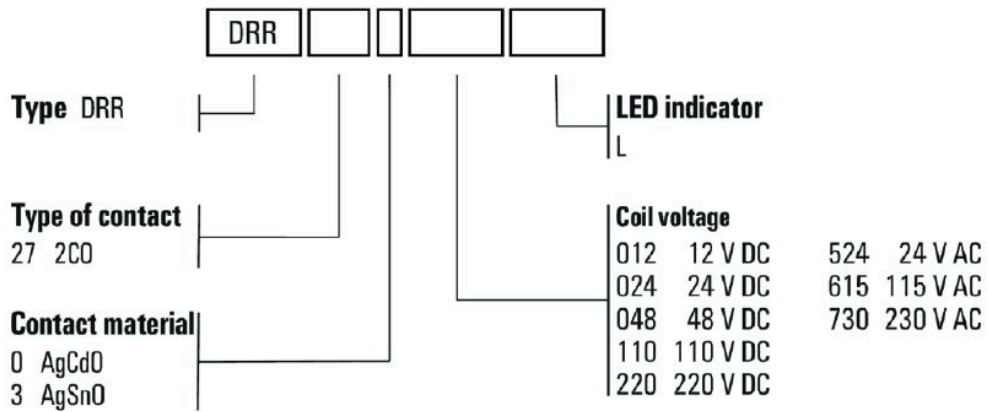 DRR
Type DRR
LED indicator
L
Type of contact
27 2CO
Contact material
0 AgCdO
3 AgSnO
Coil voltage
012 12 V DC 524 24 V AC
024 24 V DC 615 115 V AC
048 48 V DC 730 230 V AC
110 110 V DC
220 220 V DC